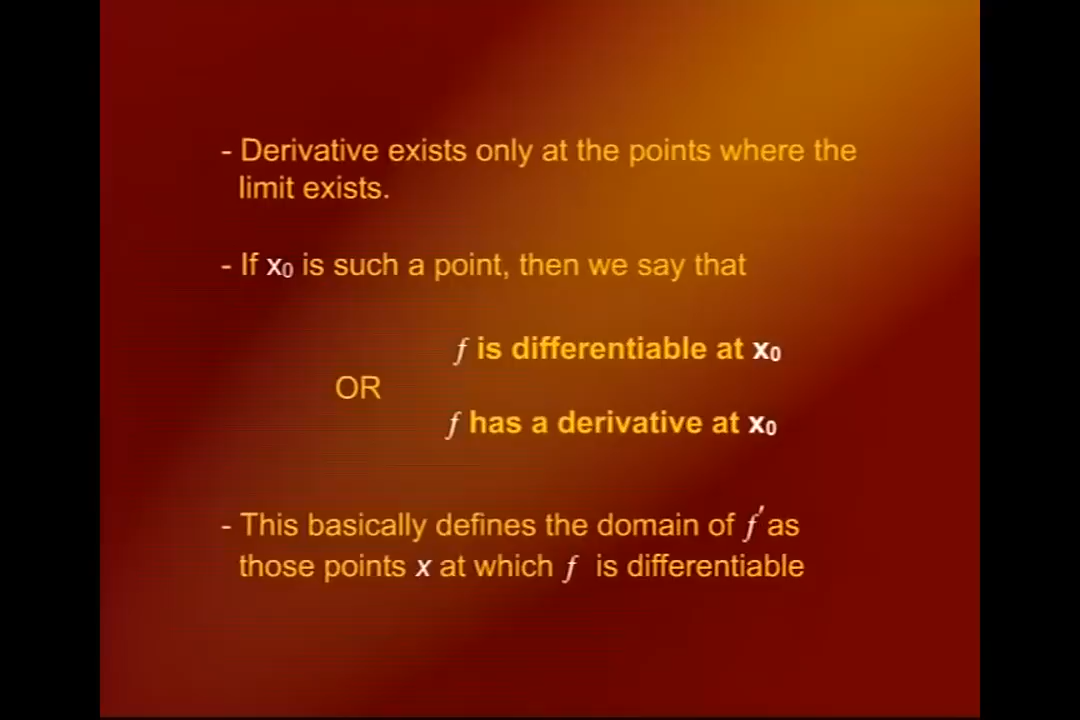 - Derivative exists only at the points where the
limit exists.
- If x₀ is such a point, then we say that
f is differentiable at x₀
OR
f has a derivative at x₀
- This basically defines the domain of f′ as
those points x at which f is differentiable